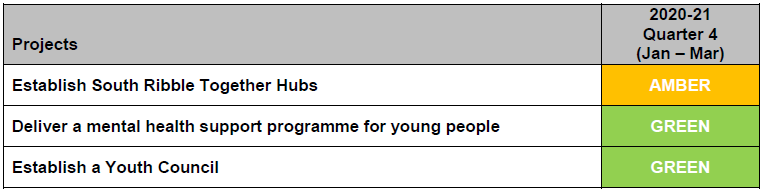 Projects
2020-21
Quarter 4
(Jan – Mar)
Establish South Ribble Together Hubs
AMBER
Deliver a mental health support programme for young people
GREEN
Establish a Youth Council
GREEN